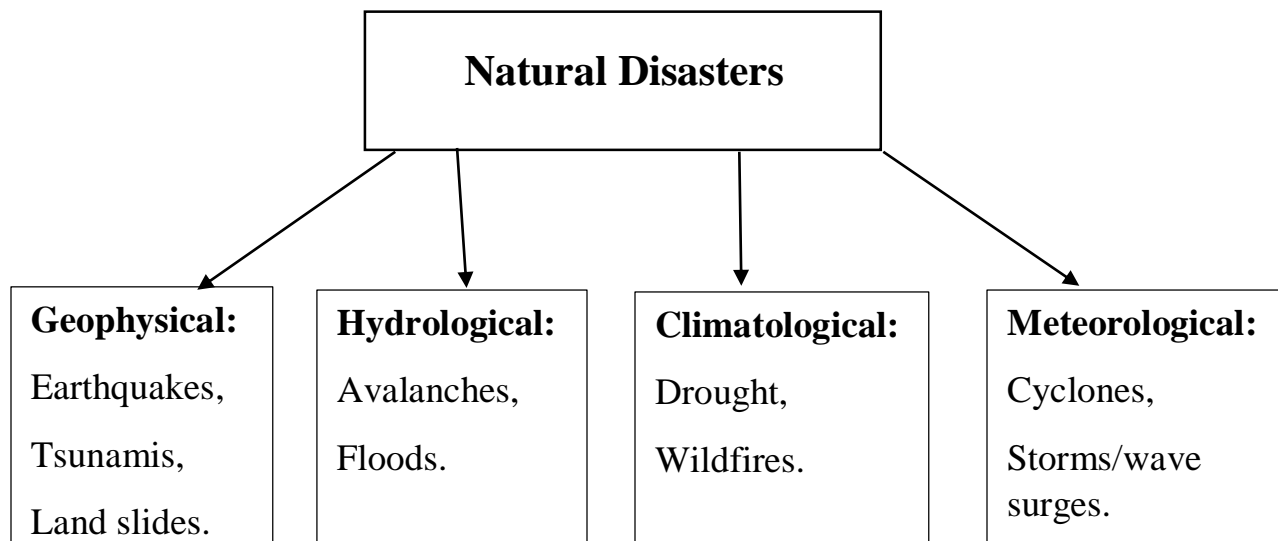 Natural Disasters
Geophysical:
Earthquakes,
Tsunamis,
Land slides.
Hydrological:
Avalanches,
Floods.
Climatological:
Drought,
Wildfires.
Meteorological:
Cyclones,
Storms/wave
surges.